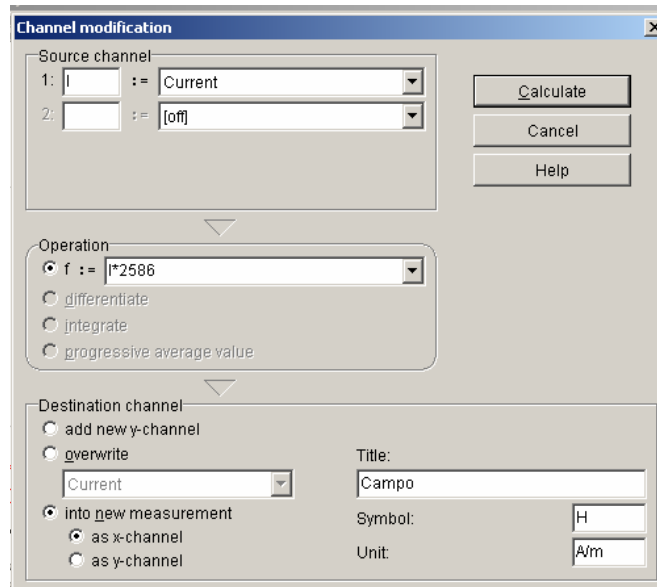 Channel modification
Source channel
1: I := Current
2: := [off]
Calculate
Cancel
Help
Operation
f := I*2586
differentiate
integrate
progressive average value
Destination channel
add new y-channel
overwrite
Current
into new measurement
as x-channel
as y-channel
Title:
Campo
Symbol: H
Unit: A/m